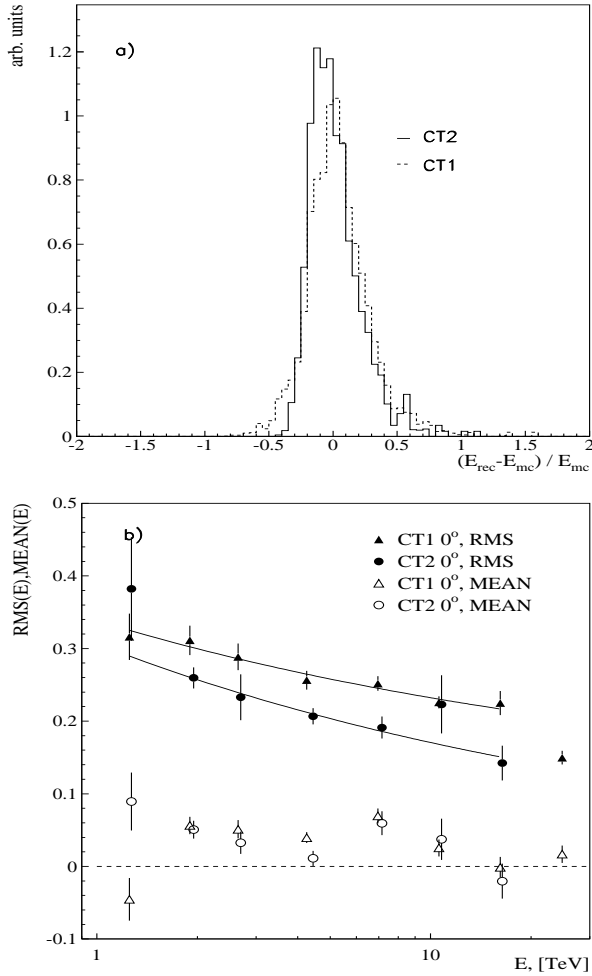 arb. units
a)
1.2
1
0.8
0.6
0.4
0.2
0
CT2
CT1
-2 -1.5 -1 -0.5 0 0.5 1 1.5 2
(E_rec-E_mc) / E_mc
RMS(E),MEAN(E)
b)
0.5
0.4
0.3
0.2
0.1
0
-0.1
CT1 0°, RMS
CT2 0°, RMS
CT1 0°, MEAN
CT2 0°, MEAN
1 10
E, [TeV]